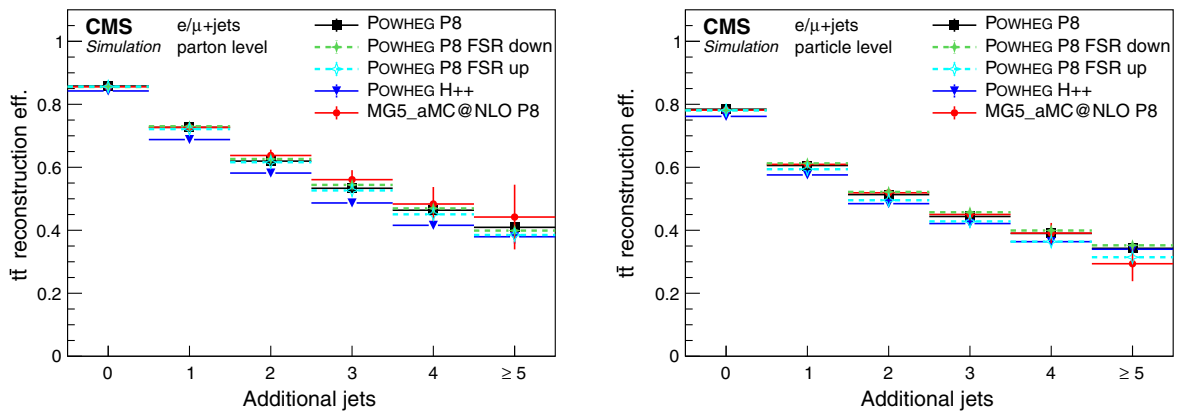 CMS
Simulation
e/μ+jets
parton level
POWHEG P8
POWHEG P8 FSR down
POWHEG P8 FSR up
POWHEG H++
MG5_aMC@NLO P8
tt̄ reconstruction eff.
1
0.8
0.6
0.4
0.2
0
0 1 2 3 4 ≥ 5
Additional jets
CMS
Simulation
e/μ+jets
particle level
POWHEG P8
POWHEG P8 FSR down
POWHEG P8 FSR up
POWHEG H++
MG5_aMC@NLO P8
tt̄ reconstruction eff.
1
0.8
0.6
0.4
0.2
0
0 1 2 3 4 ≥ 5
Additional jets